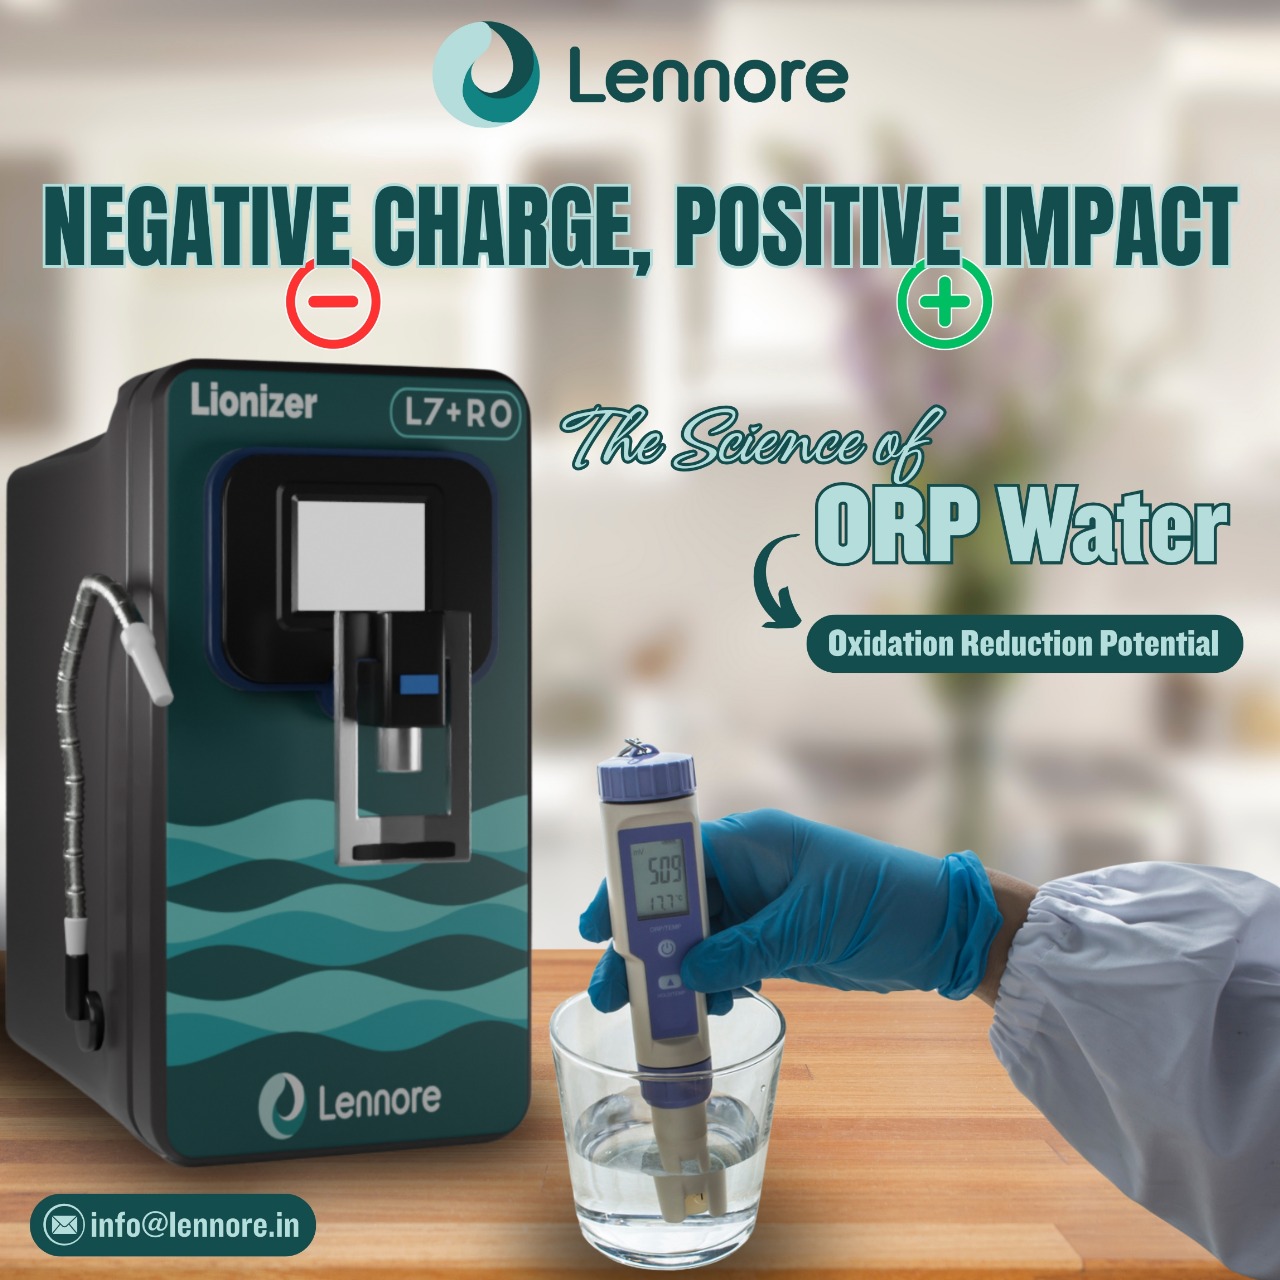 Lennore
NEGATIVE CHARGE, POSITIVE IMPACT
Lionizer
L7+RO
The Science of
ORP Water
Oxidation Reduction Potential
509
17.7°C
Lennore
info@lennore.in